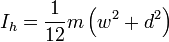 I_h = \frac{1}{12} m \left( w^2 + d^2 \right)